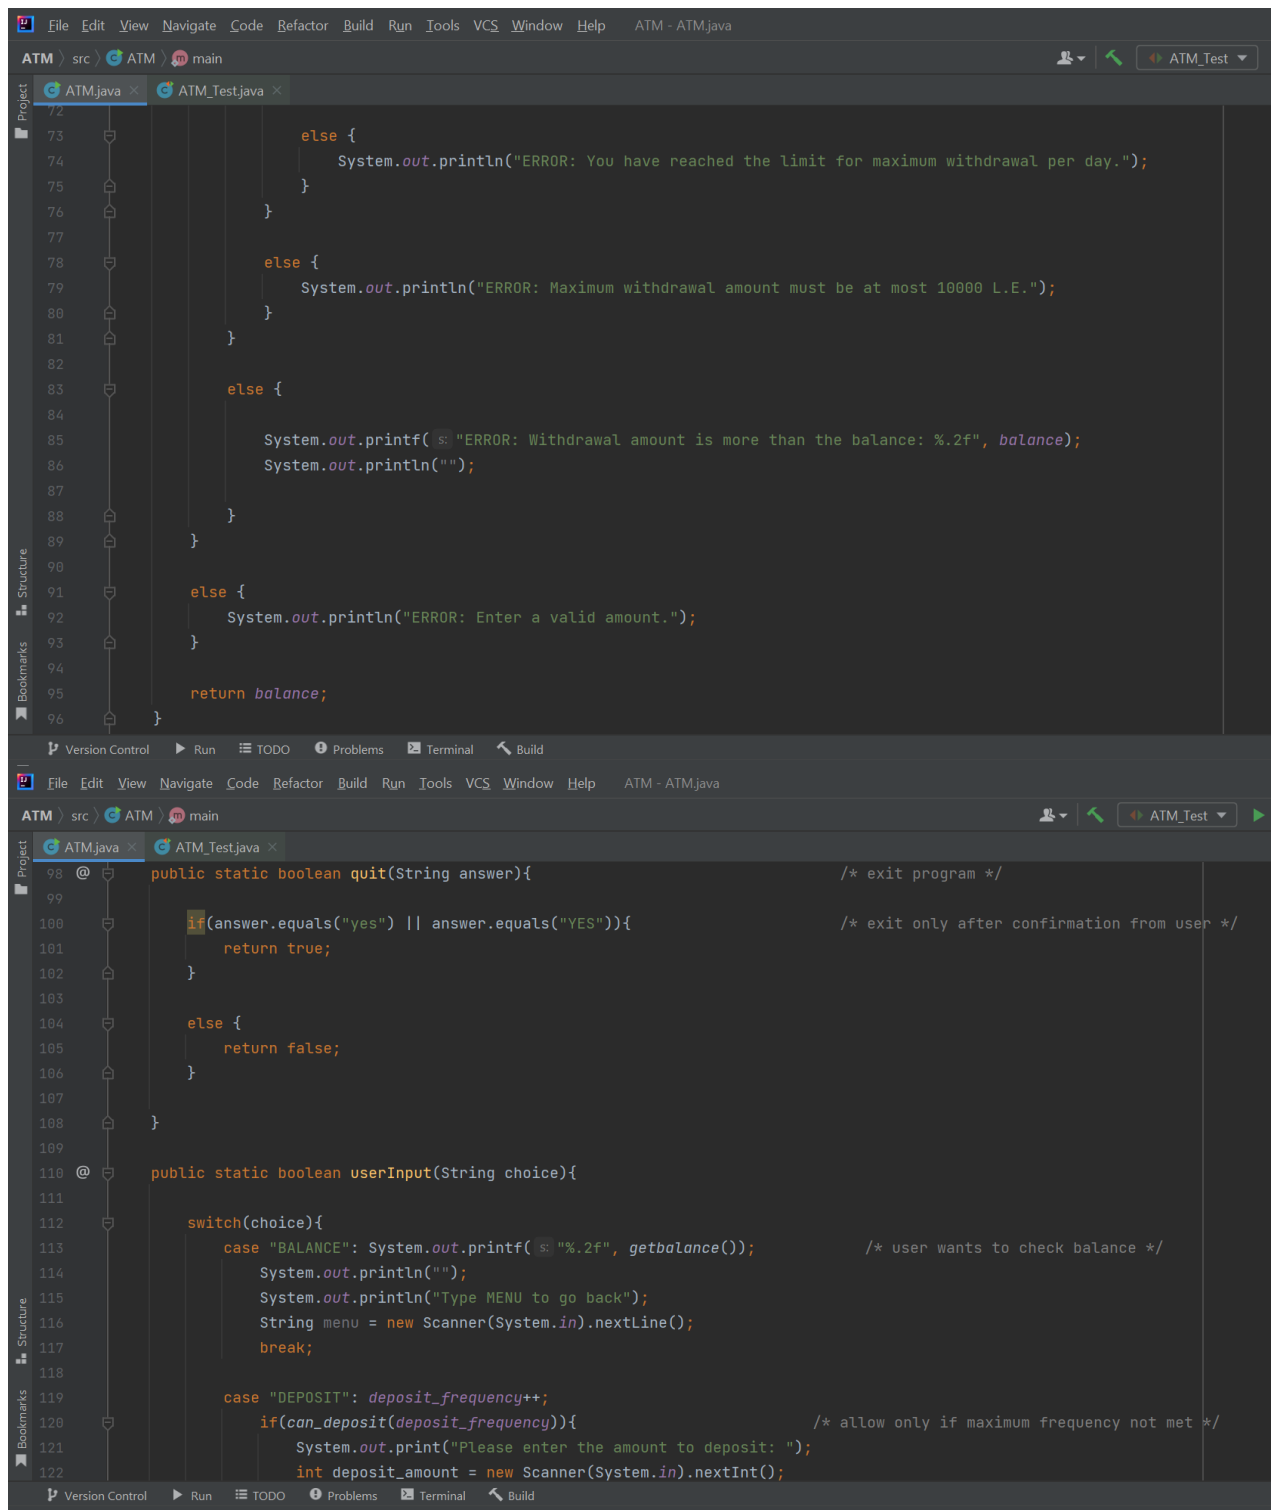 File Edit View Navigate Code Refactor Build Run Tools VCS Window Help ATM - ATM.java
ATM src ATM main ATM_Test
ATM.java ATM_Test.java
Project
72
73 else {
74 System.out.println("ERROR: You have reached the limit for maximum withdrawal per day.");
75 }
76 }
77
78 else {
79 System.out.println("ERROR: Maximum withdrawal amount must be at most 10000 L.E.");
80 }
81 }
82
83 else {
84
85 System.out.printf( s: "ERROR: Withdrawal amount is more than the balance: %.2f", balance);
86 System.out.println("");
87
88 }
89 }
90
91 else {
92 System.out.println("ERROR: Enter a valid amount.");
93 }
94
95 return balance;
96 }
Structure
Bookmarks
Version Control Run TODO Problems Terminal Build
File Edit View Navigate Code Refactor Build Run Tools VCS Window Help ATM - ATM.java
ATM src ATM main ATM_Test
ATM.java ATM_Test.java
Project
98 @ public static boolean quit(String answer){ /* exit program */
99
100 if(answer.equals("yes") || answer.equals("YES")){ /* exit only after confirmation from user */
101 return true;
102 }
103
104 else {
105 return false;
106 }
107
108 }
109
110 @ public static boolean userInput(String choice){
111
112 switch(choice){
113 case "BALANCE": System.out.printf( s: "%.2f", getbalance()); /* user wants to check balance */
114 System.out.println("");
115 System.out.println("Type MENU to go back");
116 String menu = new Scanner(System.in).nextLine();
117 break;
118
119 case "DEPOSIT": deposit_frequency++;
120 if(can_deposit(deposit_frequency)){ /* allow only if maximum frequency not met */
121 System.out.print("Please enter the amount to deposit: ");
122 int deposit_amount = new Scanner(System.in).nextInt();
Structure
Bookmarks
Version Control Run TODO Problems Terminal Build